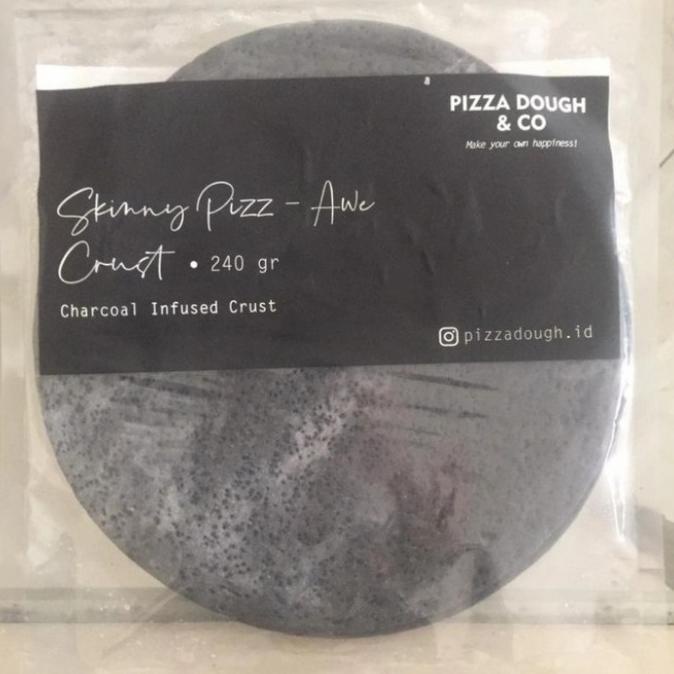 PIZZA DOUGH
& CO
Make your own happiness!
Skinny Pizz - Awe
Crust • 240 gr
Charcoal Infused Crust
pizzadough.id